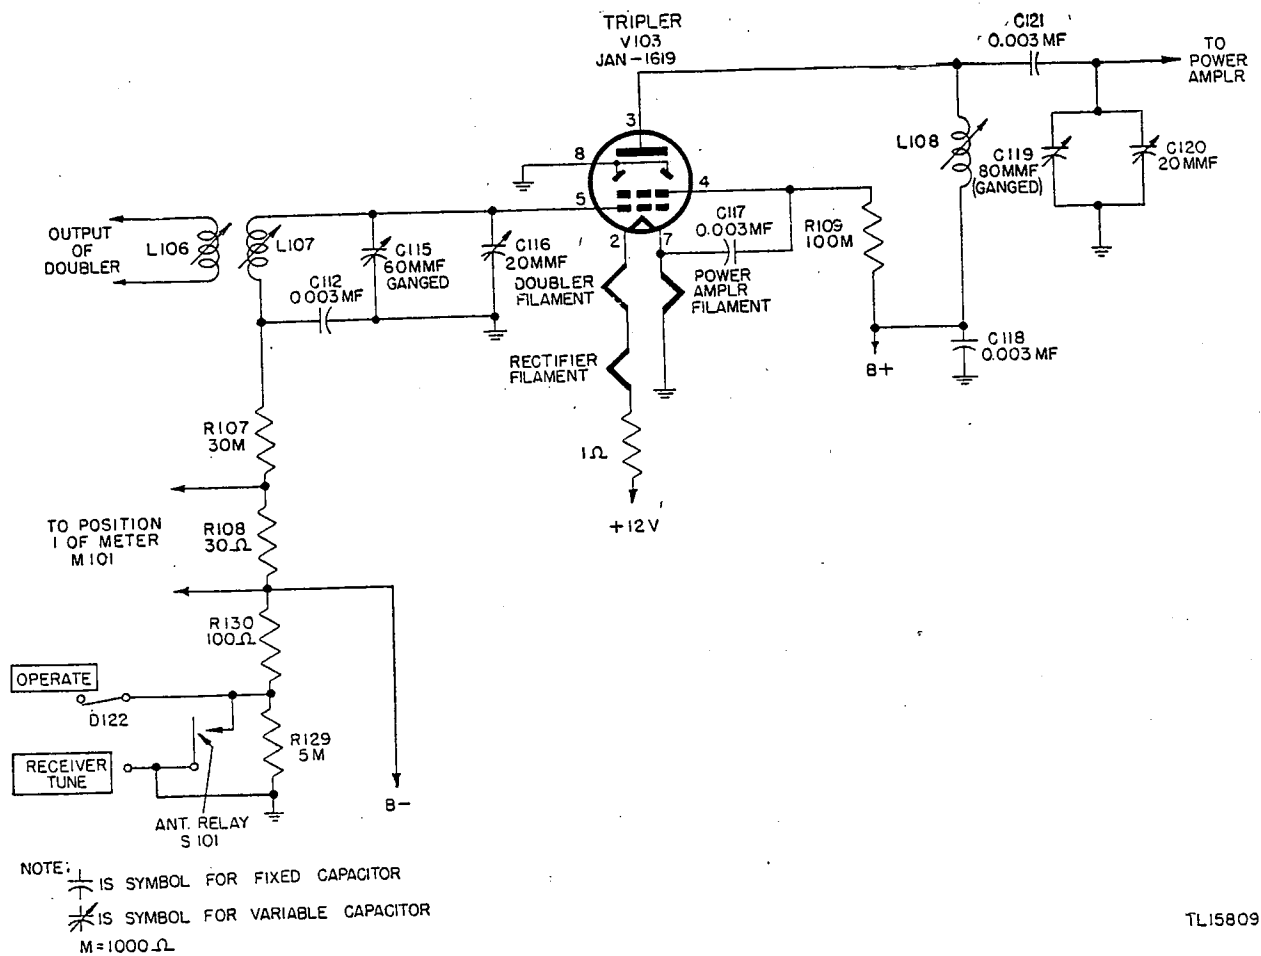 TRIPLER
V103
JAN-1619
C121
0.003MF
TO
POWER
AMPLR
3
8
4
5
2
7
L108
C119
80MMF
(GANGED)
C120
20MMF
C117
0.003MF
R109
100M
OUTPUT
OF
DOUBLER
L106
L107
C115
60MMF
GANGED
C116
20MMF
C112
0.003MF
DOUBLER
FILAMENT
POWER
AMPLR
FILAMENT
RECTIFIER
FILAMENT
B+
C118
0.003MF
R107
30M
1Ω
+12V
TO POSITION
1 OF METER
M101
R108
30Ω
R130
100Ω
OPERATE
D122
R129
5M
RECEIVER
TUNE
B-
ANT. RELAY
S101
NOTE:
IS SYMBOL FOR FIXED CAPACITOR
IS SYMBOL FOR VARIABLE CAPACITOR
M=1000Ω
TL15809